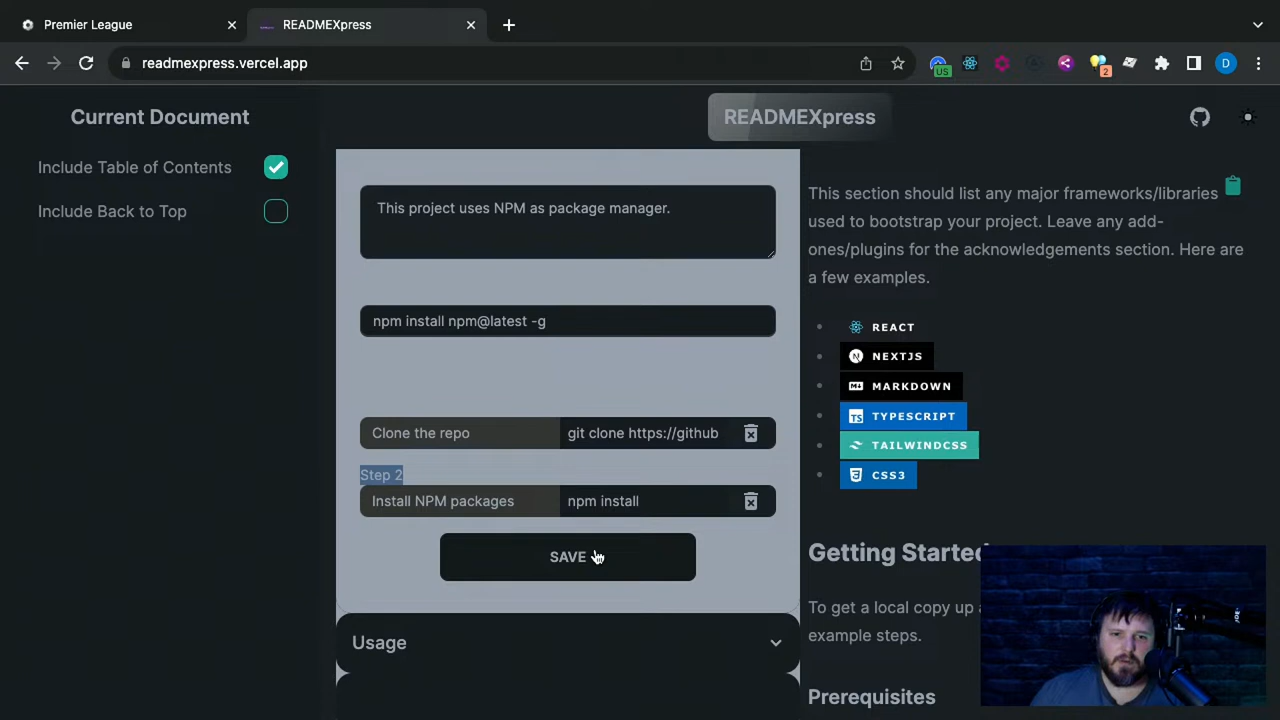 Premier League
READMEXpress
readmexpress.vercel.app
US
2
D
Current Document
READMEXpress
Include Table of Contents
Include Back to Top
This project uses NPM as package manager.
npm install npm@latest -g
Clone the repo
git clone https://github
Step 2
Install NPM packages
npm install
SAVE
Usage
This section should list any major frameworks/libraries
used to bootstrap your project. Leave any add-
ones/plugins for the acknowledgements section. Here are
a few examples.
REACT
NEXTJS
MARKDOWN
TS TYPESCRIPT
TAILWINDCSS
CSS3
Getting Started
To get a local copy up
example steps.
Prerequisites